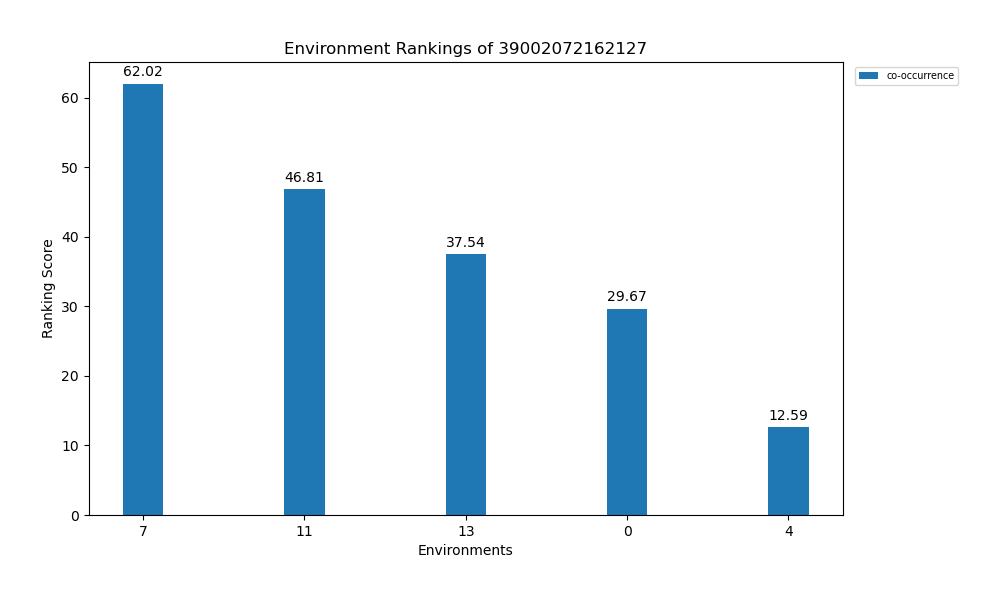 Environment Rankings of 39002072162127
co-occurrence
62.02
46.81
37.54
29.67
12.59
60
50
40
30
20
10
0
Ranking Score
7 11 13 0 4
Environments